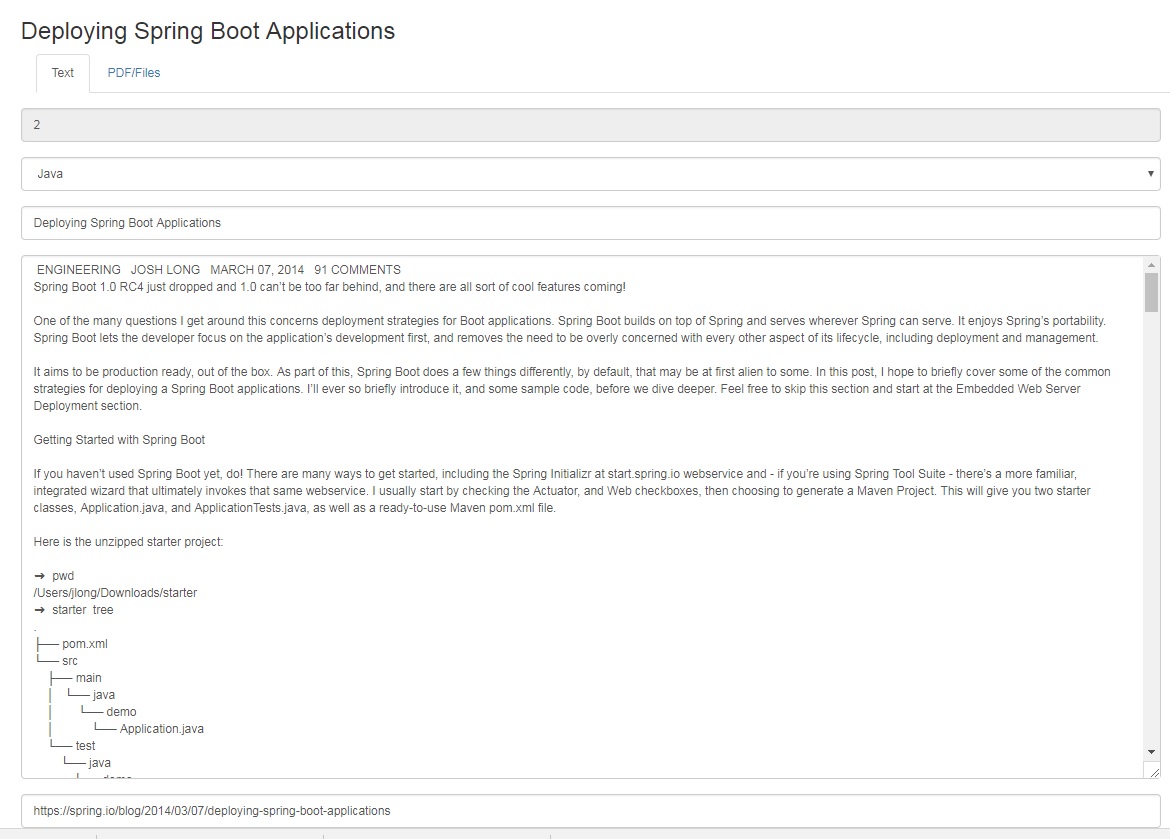 Deploying Spring Boot Applications
Text PDF/Files
2
Java
Deploying Spring Boot Applications
ENGINEERING JOSH LONG MARCH 07, 2014 91 COMMENTS
Spring Boot 1.0 RC4 just dropped and 1.0 can’t be too far behind, and there are all sort of cool features coming!
One of the many questions I get around this concerns deployment strategies for Boot applications. Spring Boot builds on top of Spring and serves wherever Spring can serve. It enjoys Spring’s portability.
Spring Boot lets the developer focus on the application’s development first, and removes the need to be overly concerned with every other aspect of its lifecycle, including deployment and management.
It aims to be production ready, out of the box. As part of this, Spring Boot does a few things differently, by default, that may be at first alien to some. In this post, I hope to briefly cover some of the common
strategies for deploying a Spring Boot applications. I’ll ever so briefly introduce it, and some sample code, before we dive deeper. Feel free to skip this section and start at the Embedded Web Server
Deployment section.
Getting Started with Spring Boot
If you haven’t used Spring Boot yet, do! There are many ways to get started, including the Spring Initializr at start.spring.io webservice and - if you’re using Spring Tool Suite - there’s a more familiar,
integrated wizard that ultimately invokes that same webservice. I usually start by checking the Actuator, and Web checkboxes, then choosing to generate a Maven Project. This will give you two starter
classes, Application.java, and ApplicationTests.java, as well as a ready-to-use Maven pom.xml file.
Here is the unzipped starter project:
➜ pwd
/Users/jlong/Downloads/starter
➜ starter tree
.
├── pom.xml
└── src
├── main
│ └── java
│ └── demo
│ └── Application.java
└── test
└── java
└── demo
https://spring.io/blog/2014/03/07/deploying-spring-boot-applications